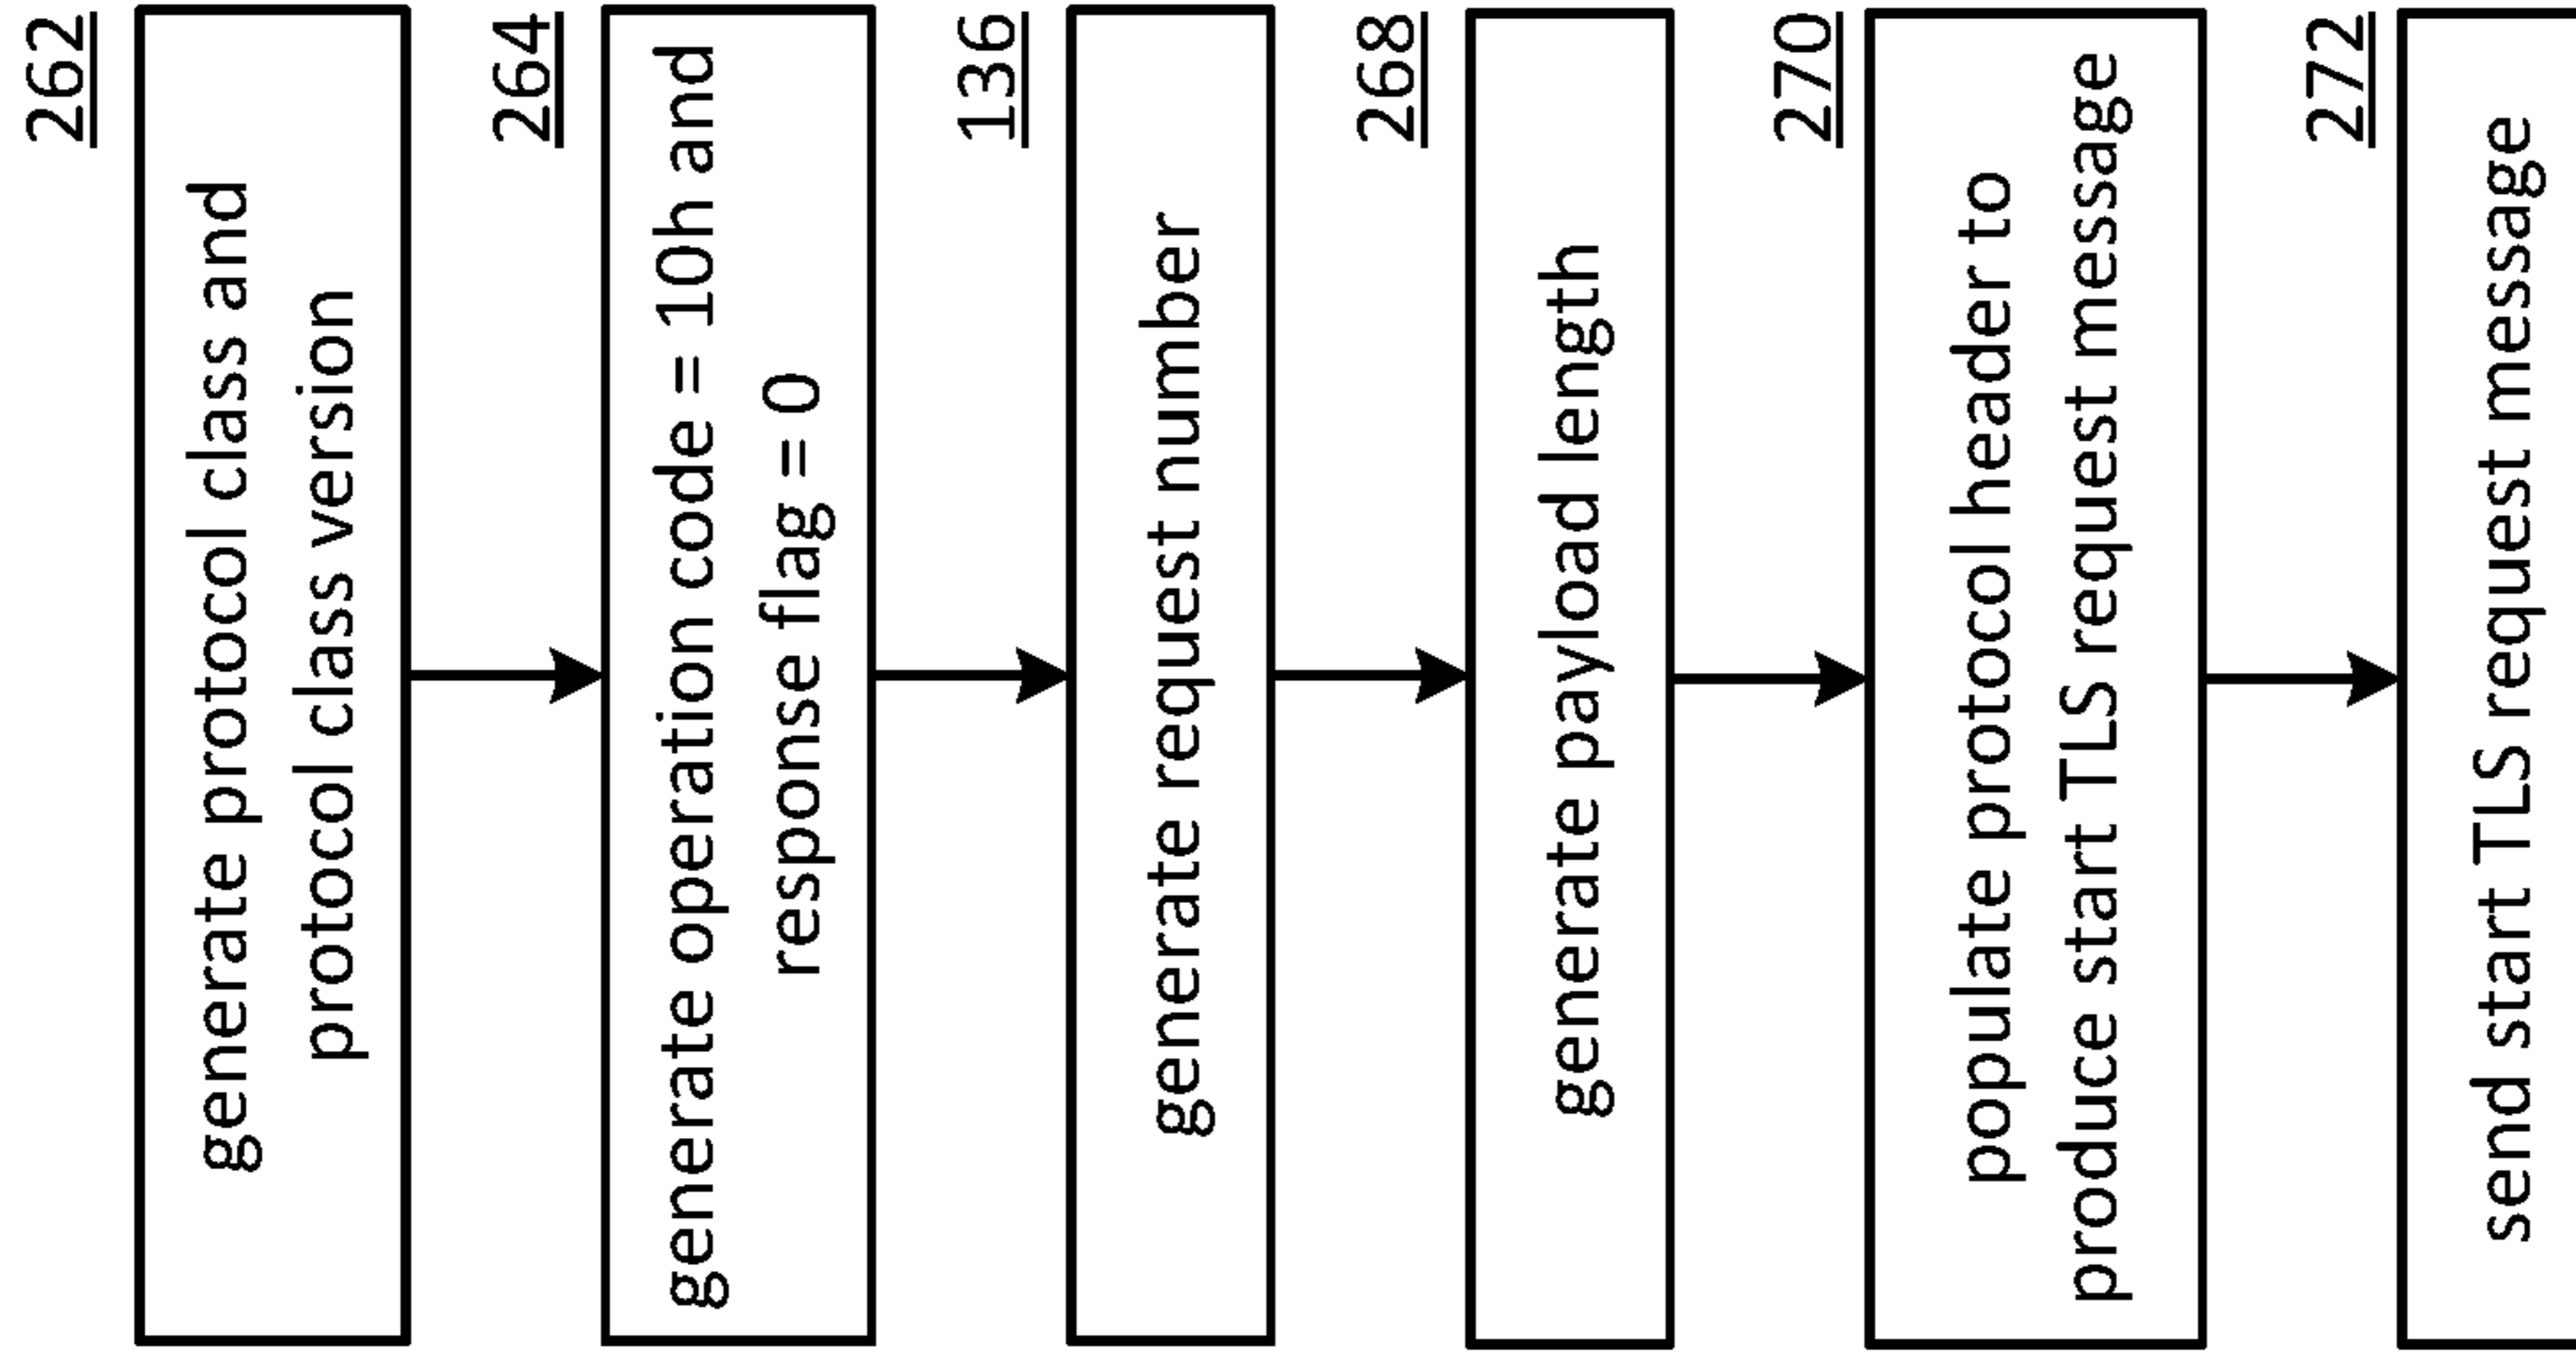 262
generate protocol class and
protocol class version
264
generate operation code = 10h and
response flag = 0
136
generate request number
268
generate payload length
270
populate protocol header to
produce start TLS request message
272
send start TLS request message